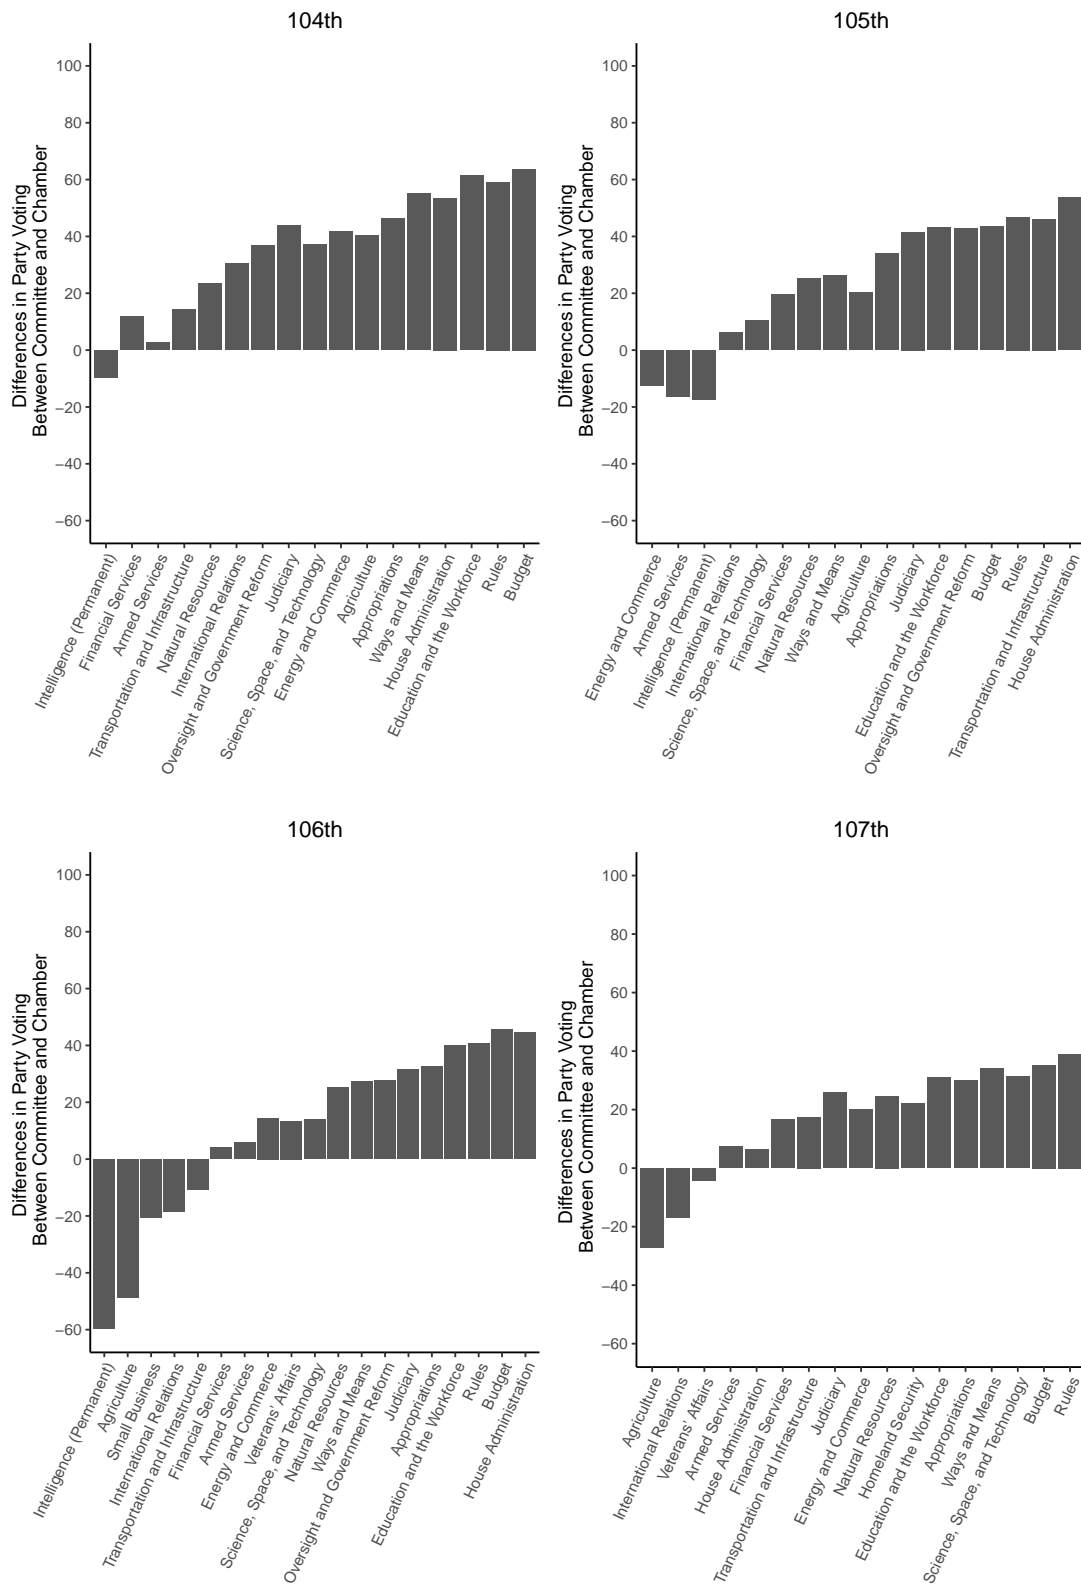 104th
Differences in Party Voting
Between Committee and Chamber
100
80
60
40
20
0
−20
−40
−60
Intelligence (Permanent)
Financial Services
Armed Services
Transportation and Infrastructure
Natural Resources
International Relations
Oversight and Government Reform
Judiciary
Science, Space, and Technology
Energy and Commerce
Agriculture
Appropriations
Ways and Means
House Administration
Education and the Workforce
Rules
Budget
105th
Differences in Party Voting
Between Committee and Chamber
100
80
60
40
20
0
−20
−40
−60
Energy and Commerce
Armed Services
Intelligence (Permanent)
International Relations
Science, Space, and Technology
Financial Services
Natural Resources
Ways and Means
Agriculture
Appropriations
Judiciary
Education and the Workforce
Oversight and Government Reform
Budget
Rules
Transportation and Infrastructure
House Administration
106th
Differences in Party Voting
Between Committee and Chamber
100
80
60
40
20
0
−20
−40
−60
Intelligence (Permanent)
Agriculture
Small Business
International Relations
Transportation and Infrastructure
Financial Services
Armed Services
Energy and Commerce
Veterans' Affairs
Science, Space, and Technology
Natural Resources
Ways and Means
Oversight and Government Reform
Judiciary
Appropriations
Education and the Workforce
Rules
Budget
House Administration
107th
Differences in Party Voting
Between Committee and Chamber
100
80
60
40
20
0
−20
−40
−60
Agriculture
International Relations
Veterans' Affairs
Armed Services
House Administration
Financial Services
Transportation and Infrastructure
Judiciary
Energy and Commerce
Natural Resources
Homeland Security
Education and the Workforce
Appropriations
Ways and Means
Science, Space, and Technology
Budget
Rules